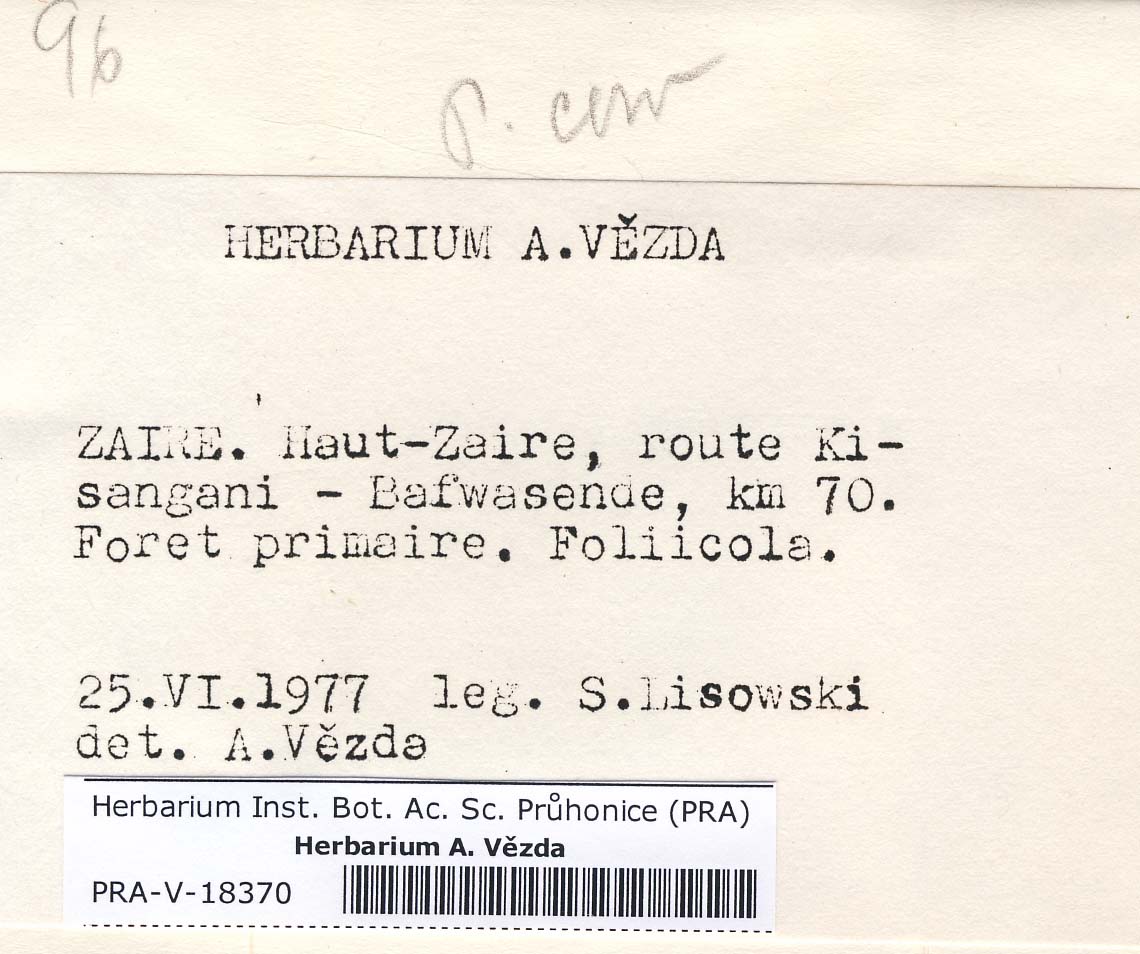 96
HERBARIUM A.VĚZDA
ZAIRE. Haut-Zaire, route Ki-
sangani - Bafwasende, km 70.
Foret primaire. Foliicola.
25.VI.1977 leg. S.Lisowski
det. A.Vězda
Herbarium Inst. Bot. Ac. Sc. Průhonice (PRA)
Herbarium A. Vězda
PRA-V-18370